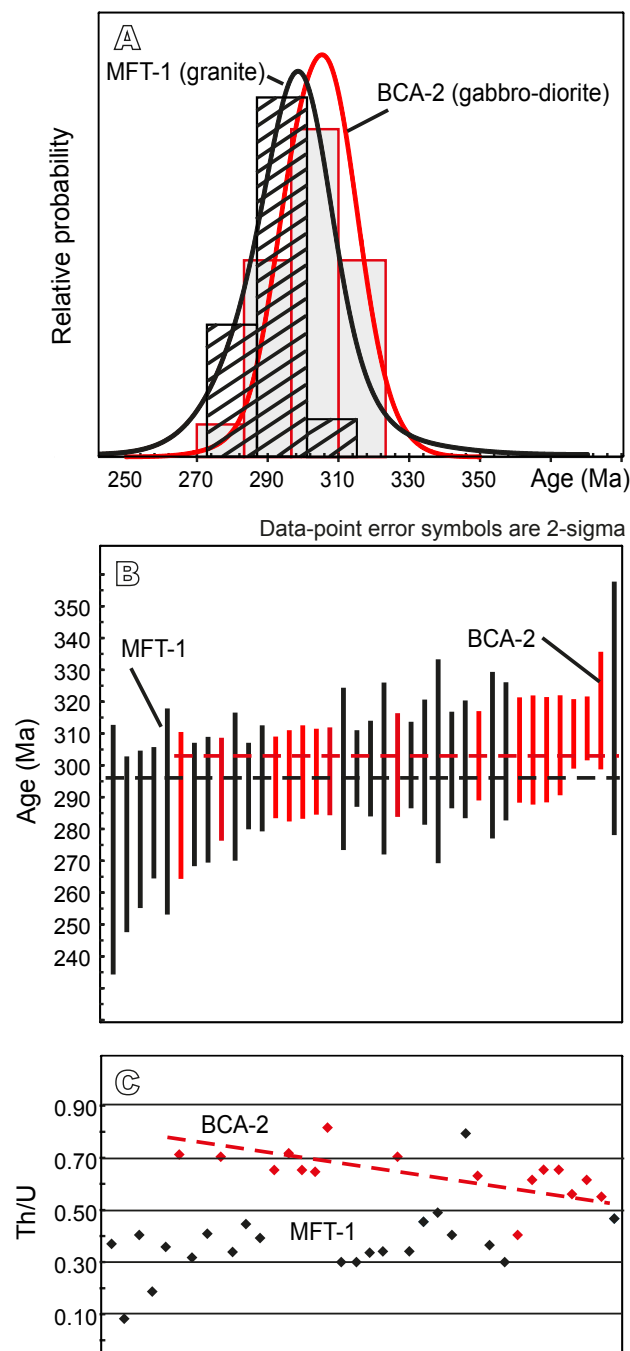 A
MFT-1 (granite)
BCA-2 (gabbro-diorite)
Relative probability
250 270 290 310 330 350 Age (Ma)
Data-point error symbols are 2-sigma
B
MFT-1
BCA-2
Age (Ma)
350
340
330
320
310
300
290
280
270
260
250
240
C
BCA-2
MFT-1
Th/U
0.90
0.70
0.50
0.30
0.10